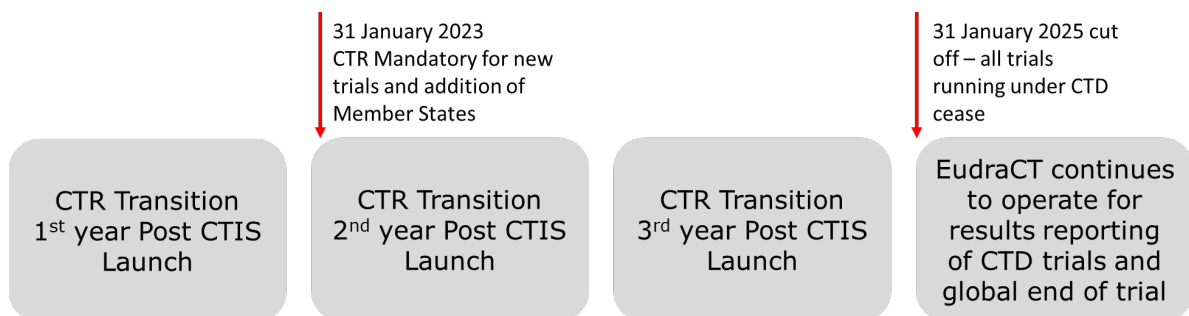 31 January 2023
CTR Mandatory for new
trials and addition of
Member States
31 January 2025 cut
off – all trials
running under CTD
cease
CTR Transition
1st year Post CTIS
Launch
CTR Transition
2nd year Post CTIS
Launch
CTR Transition
3rd year Post CTIS
Launch
EudraCT continues
to operate for
results reporting
of CTD trials and
global end of trial